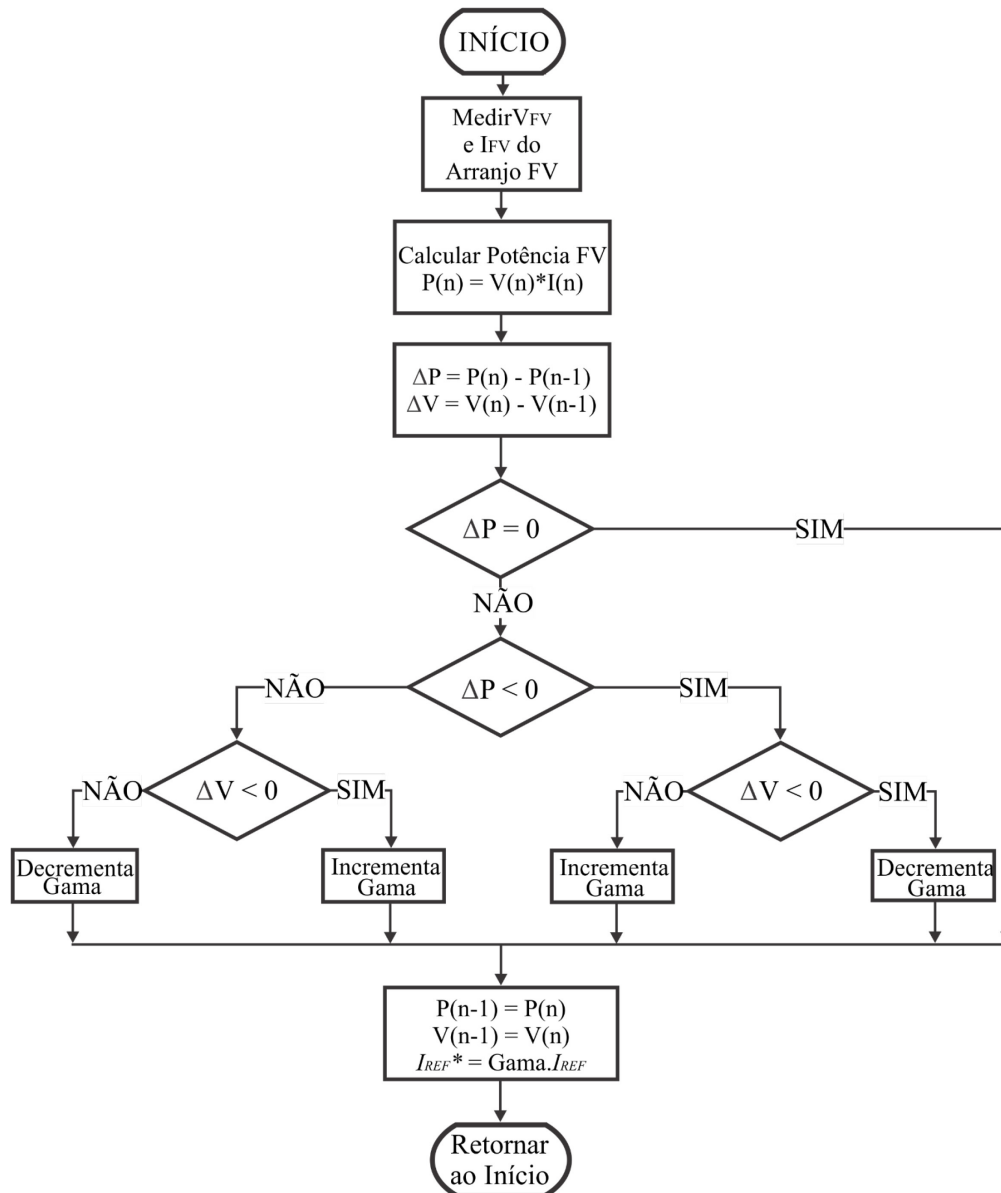 INÍCIO
MedirVFV
e IFV do
Arranjo FV
Calcular Potência FV
P(n) = V(n)*I(n)
ΔP = P(n) - P(n-1)
ΔV = V(n) - V(n-1)
ΔP = 0
SIM
NÃO
ΔP < 0
NÃO
SIM
ΔV < 0
NÃO
SIM
ΔV < 0
NÃO
SIM
Decrementa
Gama
Incrementa
Gama
Incrementa
Gama
Decrementa
Gama
P(n-1) = P(n)
V(n-1) = V(n)
IREF* = Gama.IREF
Retornar
ao Início